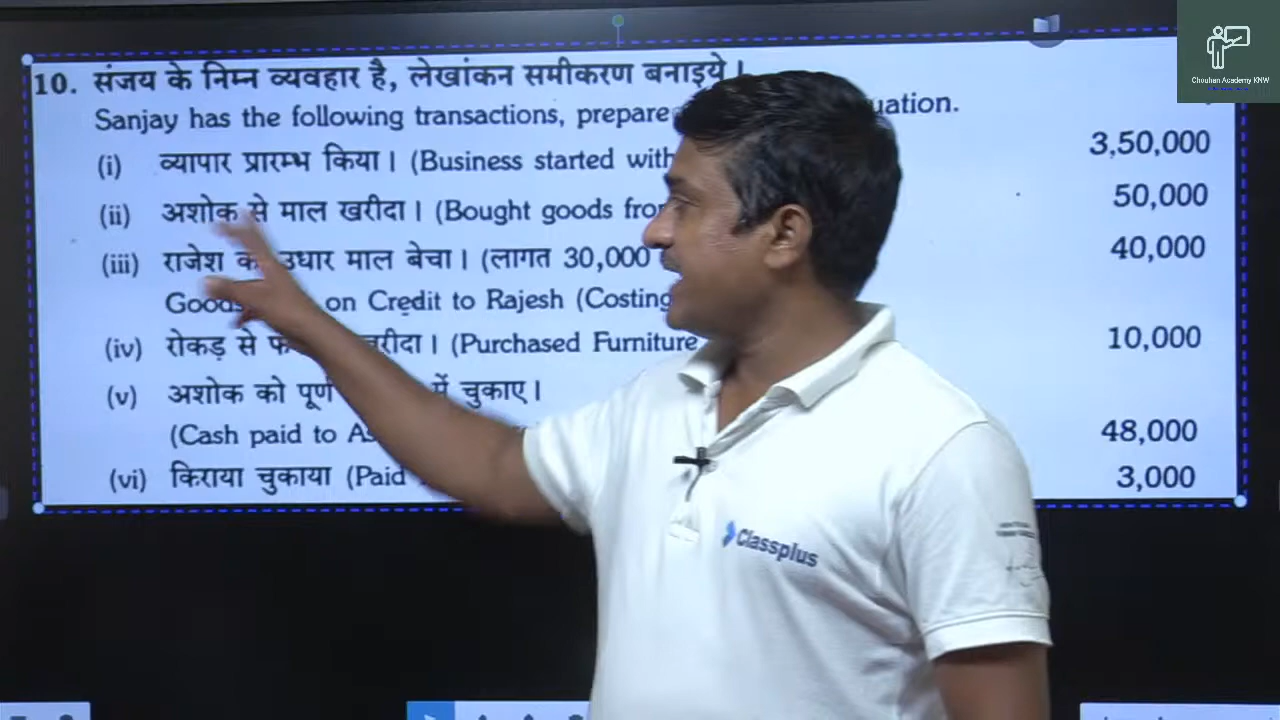 10. संजय के निम्न व्यवहार है, लेखांकन समीकरण बनाइये।
Sanjay has the following transactions, prepare uation.
(i) व्यापार प्रारम्भ किया। (Business started with 3,50,000
(ii) अशोक से माल खरीदा। (Bought goods from 50,000
(iii) राजेश उधार माल बेचा। (लागत 30,000 40,000
Goods on Credit to Rajesh (Costing
(iv) रोकड़ से खरीदा। (Purchased Furniture 10,000
(v) अशोक को पूर्ण में चुकाए।
(Cash paid to 48,000
(vi) किराया चुकाया (Paid 3,000
Classplus
Chouhan Academy KNW